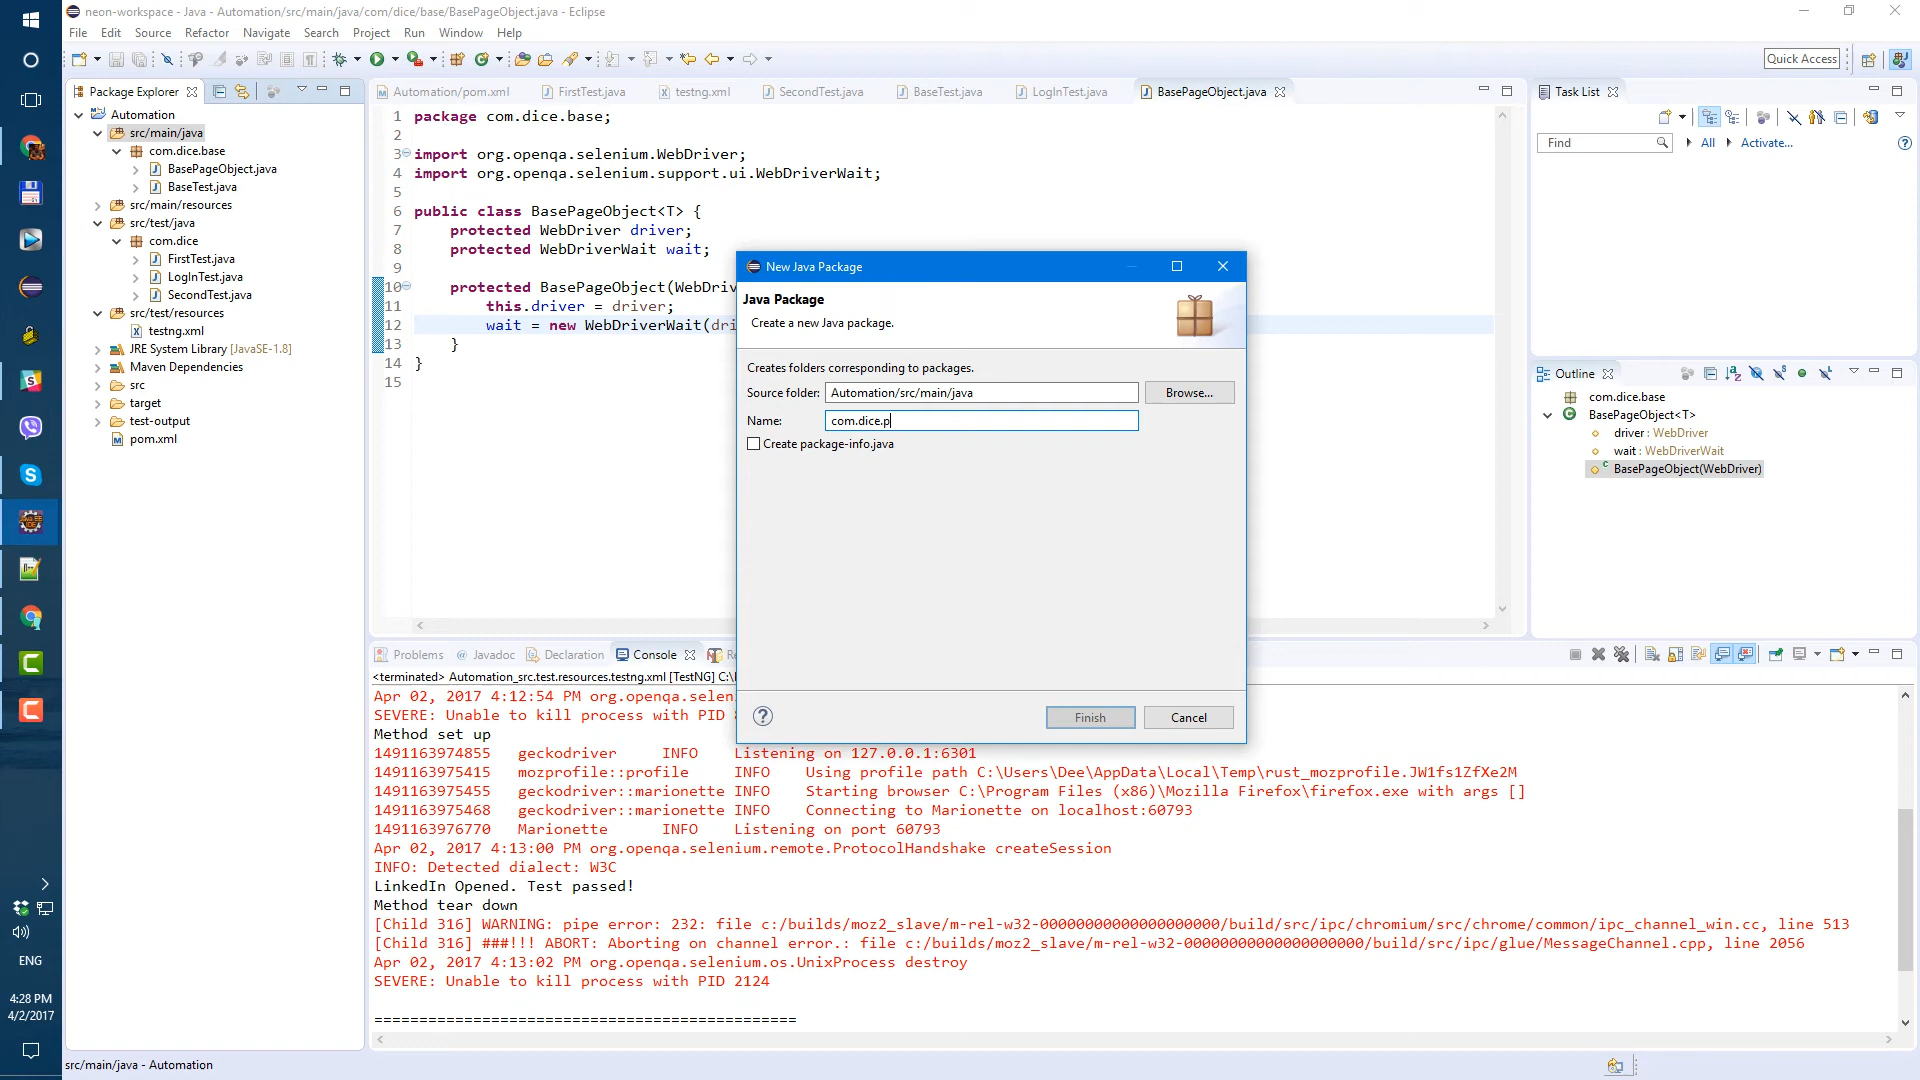 neon-workspace - Java - Automation/src/main/java/com/dice/base/BasePageObject.java - Eclipse
File Edit Source Refactor Navigate Search Project Run Window Help
Quick Access
Package Explorer
Automation
src/main/java
com.dice.base
BasePageObject.java
BaseTest.java
src/main/resources
src/test/java
com.dice
FirstTest.java
LogInTest.java
SecondTest.java
src/test/resources
testng.xml
JRE System Library [JavaSE-1.8]
Maven Dependencies
src
target
test-output
pom.xml
Automation/pom.xml FirstTest.java testng.xml SecondTest.java BaseTest.java LogInTest.java BasePageObject.java
1 package com.dice.base;
2
3 import org.openqa.selenium.WebDriver;
4 import org.openqa.selenium.support.ui.WebDriverWait;
5
6 public class BasePageObject<T> {
7 protected WebDriver driver;
8 protected WebDriverWait wait;
9
10 protected BasePageObject(WebDriv
11 this.driver = driver;
12 wait = new WebDriverWait(dri
13 }
14 }
15
New Java Package
Java Package
Create a new Java package.
Creates folders corresponding to packages.
Source folder: Automation/src/main/java Browse...
Name: com.dice.p
Create package-info.java
? Finish Cancel
Task List
Find All Activate...
Outline
com.dice.base
BasePageObject<T>
driver : WebDriver
wait : WebDriverWait
BasePageObject(WebDriver)
Problems Javadoc Declaration Console Re
<terminated> Automation_src.test.resources.testng.xml [TestNG] C:\
Apr 02, 2017 4:12:54 PM org.openqa.selen
SEVERE: Unable to kill process with PID
Method set up
1491163974855 geckodriver INFO Listening on 127.0.0.1:6301
1491163975415 mozprofile::profile INFO Using profile path C:\Users\Dee\AppData\Local\Temp\rust_mozprofile.JW1fs1ZfXe2M
1491163975455 geckodriver::marionette INFO Starting browser C:\Program Files (x86)\Mozilla Firefox\firefox.exe with args []
1491163975468 geckodriver::marionette INFO Connecting to Marionette on localhost:60793
1491163976770 Marionette INFO Listening on port 60793
Apr 02, 2017 4:13:00 PM org.openqa.selenium.remote.ProtocolHandshake createSession
INFO: Detected dialect: W3C
LinkedIn Opened. Test passed!
Method tear down
[Child 316] WARNING: pipe error: 232: file c:/builds/moz2_slave/m-rel-w32-00000000000000000000/build/src/ipc/chromium/src/chrome/common/ipc_channel_win.cc, line 513
[Child 316] ###!!! ABORT: Aborting on channel error.: file c:/builds/moz2_slave/m-rel-w32-00000000000000000000/build/src/ipc/glue/MessageChannel.cpp, line 2056
Apr 02, 2017 4:13:02 PM org.openqa.selenium.os.UnixProcess destroy
SEVERE: Unable to kill process with PID 2124
===============================================
src/main/java - Automation
ENG
4:28 PM
4/2/2017